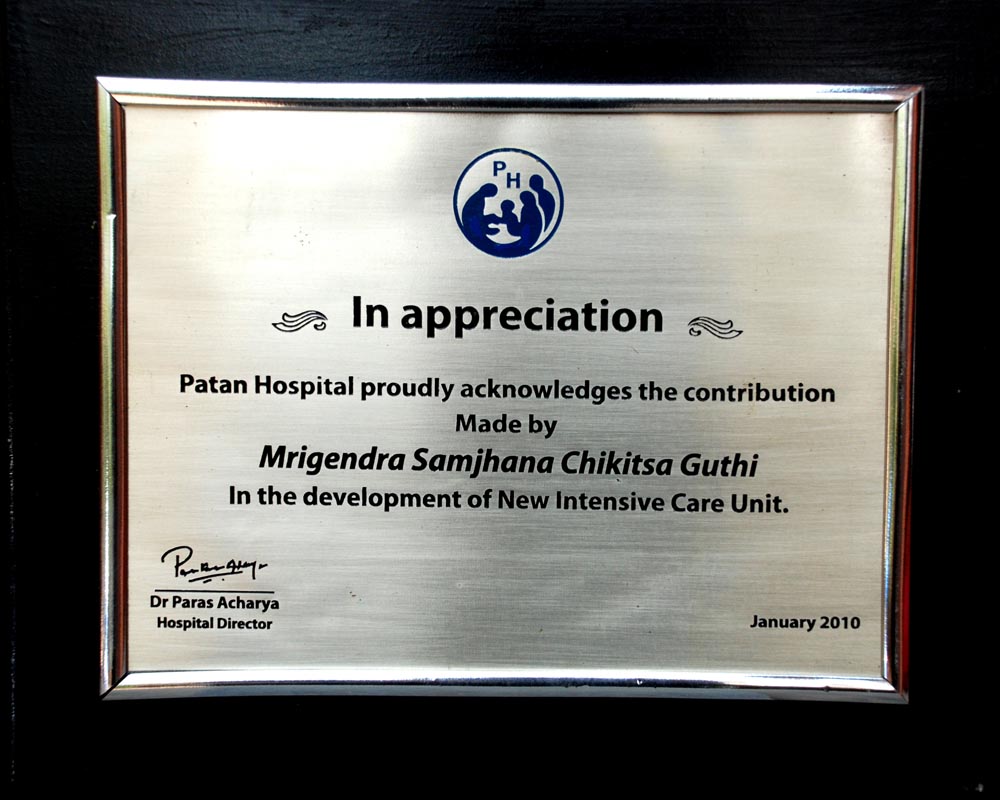 PH
In appreciation
Patan Hospital proudly acknowledges the contribution
Made by
Mrigendra Samjhana Chikitsa Guthi
In the development of New Intensive Care Unit.
Dr Paras Acharya
Hospital Director
January 2010